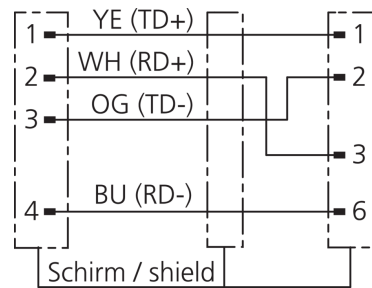 YE (TD+)
1
1
WH (RD+)
2
2
OG (TD-)
3
3
BU (RD-)
4
6
Schirm / shield